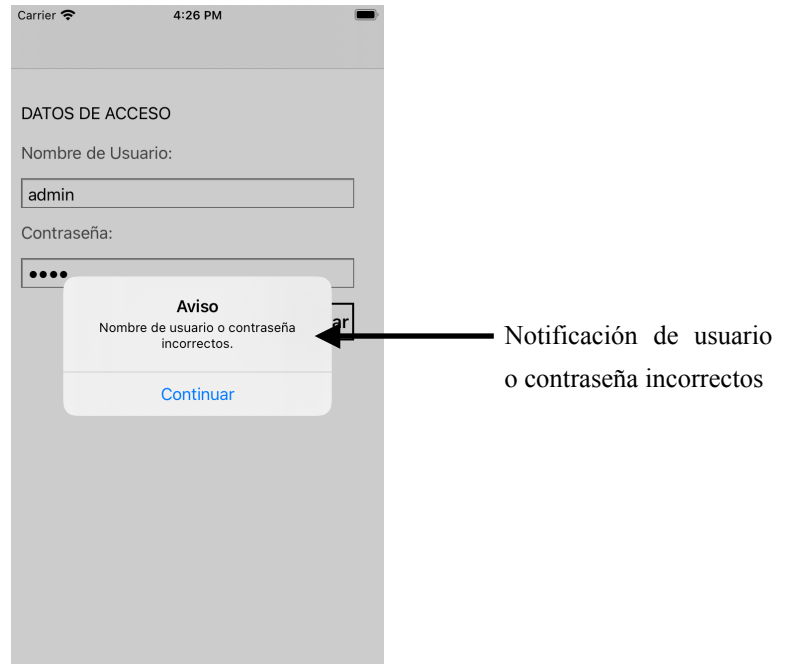 Carrier 4:26 PM
DATOS DE ACCESO
Nombre de Usuario:
admin
Contraseña:
••••
Aviso
Nombre de usuario o contraseña
incorrectos.
ar
Continuar
Notificación de usuario
o contraseña incorrectos